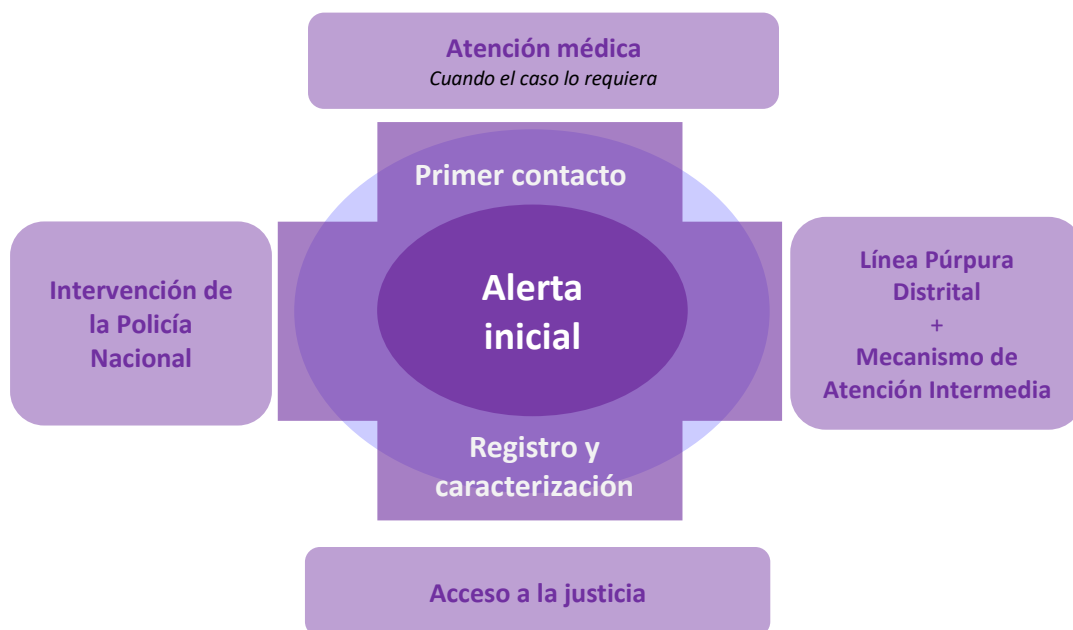 Atención médica
Cuando el caso lo requiera
Primer contacto
Intervención de
la Policía
Nacional
Alerta
inicial
Línea Púrpura
Distrital
+
Mecanismo de
Atención Intermedia
Registro y
caracterización
Acceso a la justicia